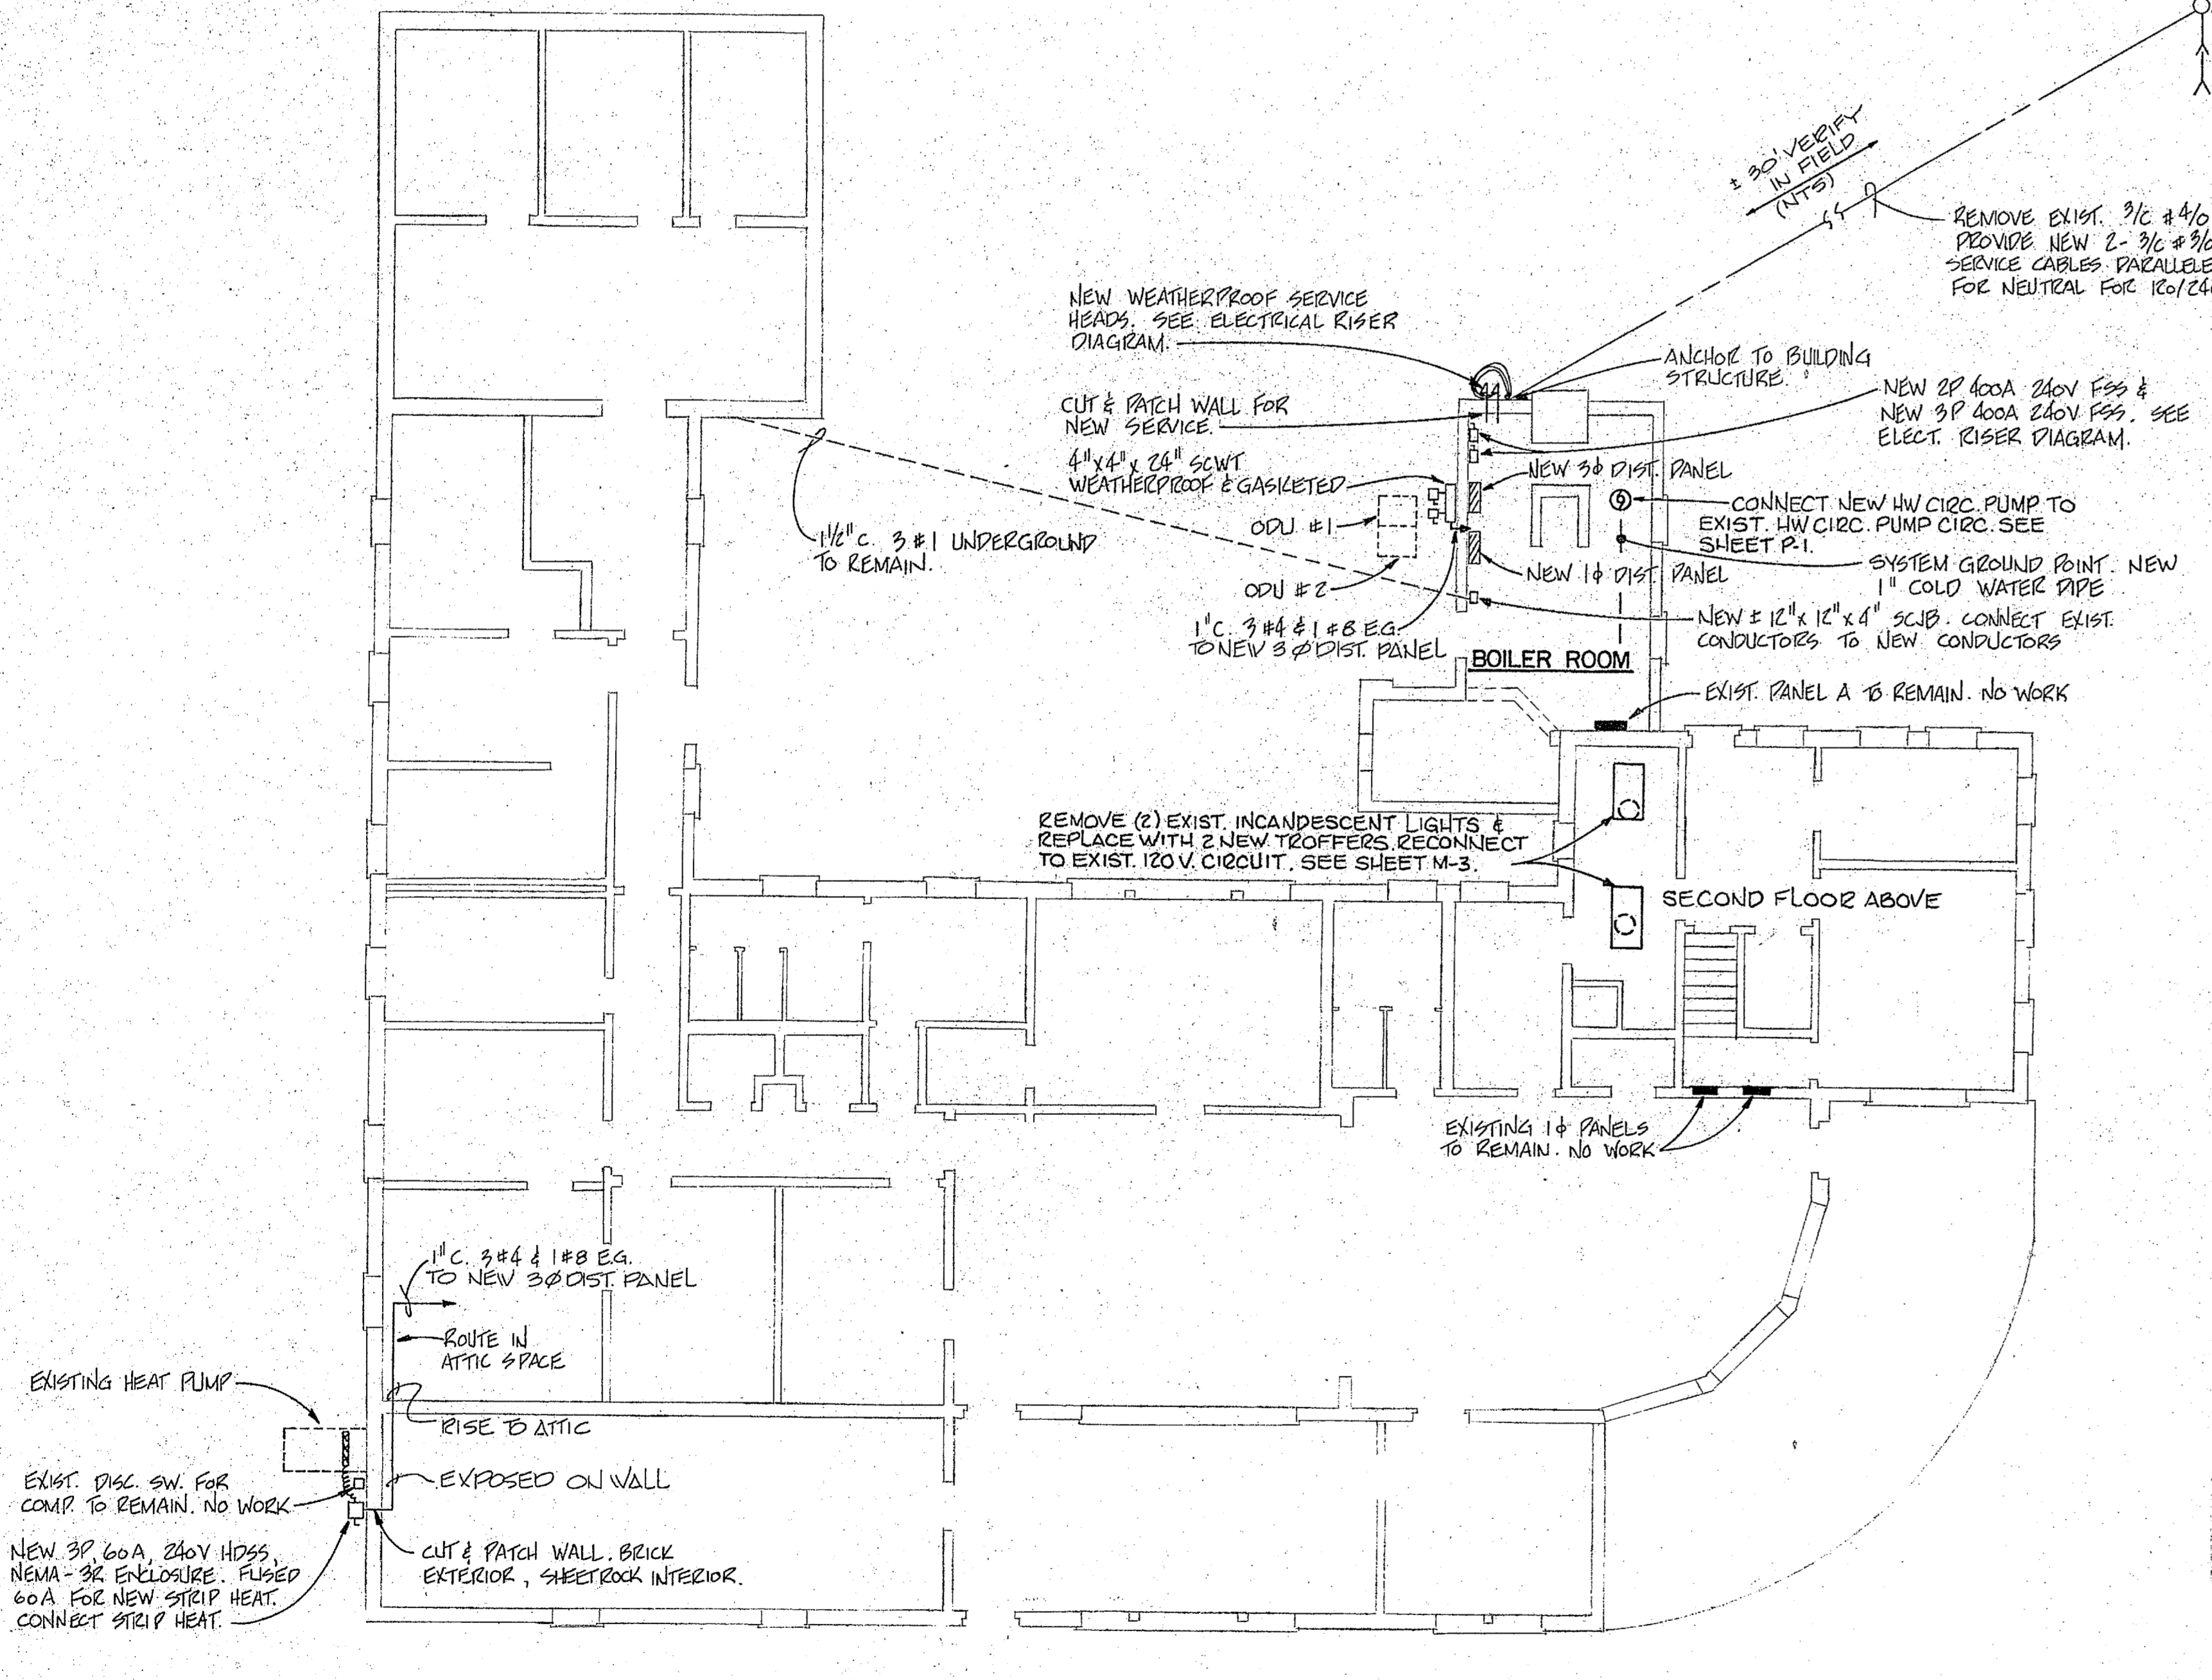 ± 30' VERIFY
IN FIELD
(NTS)
REMOVE EXIST. 3/C #4/0
PROVIDE NEW 2- 3/C #3/0
SERVICE CABLES PARALLELE
FOR NEUTRAL FOR 120/24
NEW WEATHERPROOF SERVICE
HEADS. SEE ELECTRICAL RISER
DIAGRAM.
ANCHOR TO BUILDING
STRUCTURE.
CUT & PATCH WALL FOR
NEW SERVICE.
NEW 2P 400A 240V FSS &
NEW 3P 400A 240V FSS. SEE
ELECT. RISER DIAGRAM.
4"x4"x 24" SCWT
WEATHERPROOF & GASKETED
NEW 3φ DIST. PANEL
CONNECT NEW HW CIRC. PUMP TO
EXIST. HW CIRC. PUMP CIRC. SEE
SHEET P-1.
ODU #1
1 1/2" C. 3 #1 UNDERGROUND
TO REMAIN.
SYSTEM GROUND POINT. NEW
1" COLD WATER PIPE
NEW 1φ DIST. PANEL
ODU #2
NEW ± 12"x 12"x 4" SCJB. CONNECT EXIST.
CONDUCTORS TO NEW CONDUCTORS
1" C. 3 #4 & 1 #8 E.G.
TO NEW 3 Ø DIST. PANEL
BOILER ROOM
EXIST. PANEL A TO REMAIN. NO WORK
REMOVE (2) EXIST. INCANDESCENT LIGHTS &
REPLACE WITH 2 NEW TROFFERS. RECONNECT
TO EXIST. 120 V. CIRCUIT. SEE SHEET M-3.
SECOND FLOOR ABOVE
EXISTING 1φ PANELS
TO REMAIN. NO WORK
1" C. 3 #4 & 1 #8 E.G.
TO NEW 3Ø DIST. PANEL
ROUTE IN
ATTIC SPACE
EXISTING HEAT PUMP
RISE TO ATTIC
EXIST. DISC. SW. FOR
COMP. TO REMAIN. NO WORK
EXPOSED ON WALL
NEW 3P, 60A, 240V HDSS,
NEMA-3R ENCLOSURE. FUSED
60A FOR NEW STRIP HEAT.
CONNECT STRIP HEAT.
CUT & PATCH WALL. BRICK
EXTERIOR, SHEETROCK INTERIOR.